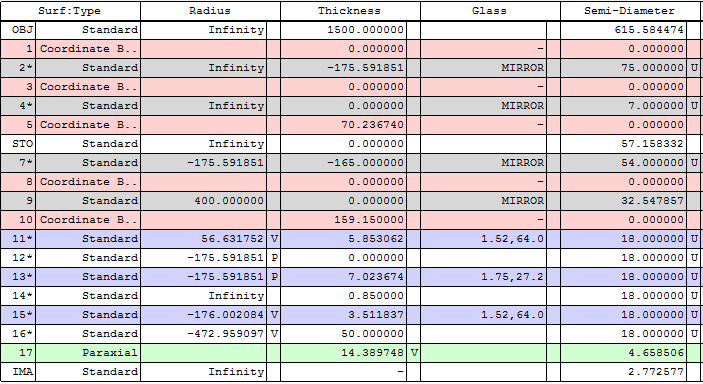 Surf:Type Radius Thickness Glass Semi-Diameter
OBJ Standard Infinity 1500.000000 615.584474
1 Coordinate B.. 0.000000 - 0.000000
2* Standard Infinity -175.591851 MIRROR 75.000000 U
3 Coordinate B.. 0.000000 - 0.000000
4* Standard Infinity 0.000000 MIRROR 7.000000 U
5 Coordinate B.. 70.236740 - 0.000000
STO Standard Infinity 0.000000 57.158332
7* Standard -175.591851 -165.000000 MIRROR 54.000000 U
8 Coordinate B.. 0.000000 - 0.000000
9 Standard 400.000000 0.000000 MIRROR 32.547857
10 Coordinate B.. 159.150000 - 0.000000
11* Standard 56.631752 V 5.853062 1.52,64.0 18.000000 U
12* Standard -175.591851 P 0.000000 18.000000 U
13* Standard -175.591851 P 7.023674 1.75,27.2 18.000000 U
14* Standard Infinity 0.850000 18.000000 U
15* Standard -176.002084 V 3.511837 1.52,64.0 18.000000 U
16* Standard -472.959097 V 50.000000 18.000000 U
17 Paraxial 14.389748 V 4.658506
IMA Standard Infinity - 2.772577